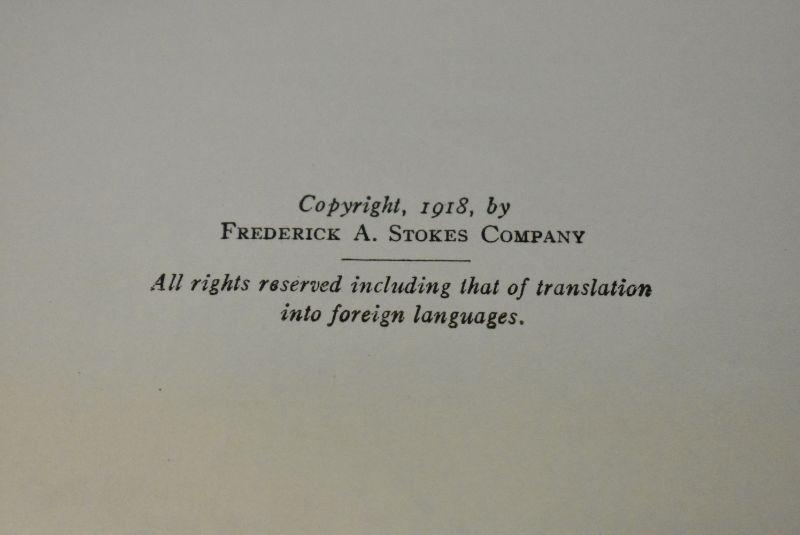 Copyright, 1918, by
FREDERICK A. STOKES COMPANY
All rights reserved including that of translation
into foreign languages.